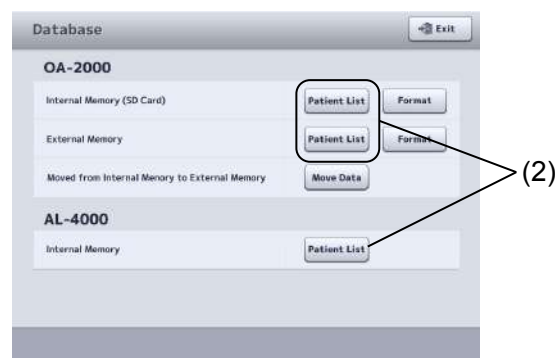 Database Exit
OA-2000
Internal Memory (SD Card) Patient List Format
External Memory Patient List Format
(2)
Moved from Internal Menory to External Memory Move Data
AL-4000
Internal Memory Patient List